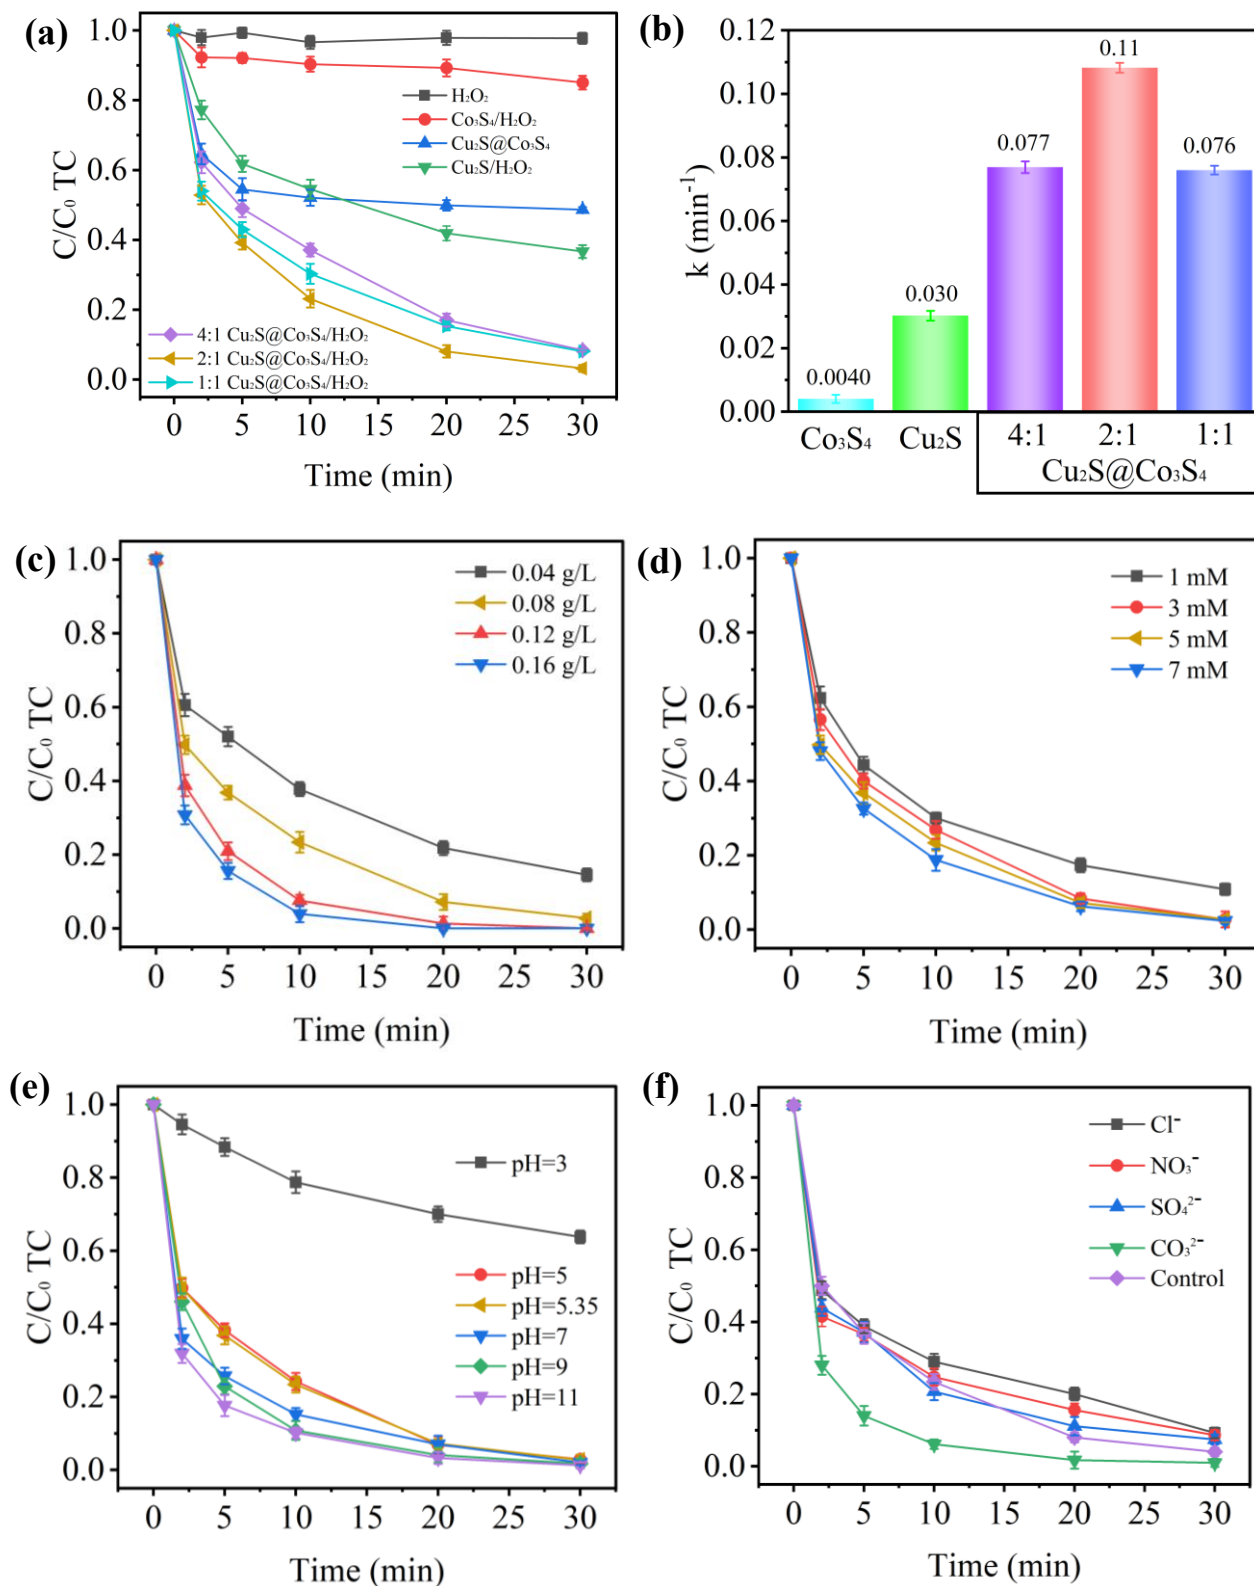 (a)
1.0
0.8
0.6
0.4
0.2
0.0
C/C₀ TC
H₂O₂
Co₃S₄/H₂O₂
Cu₂S@Co₃S₄
Cu₂S/H₂O₂
4:1 Cu₂S@Co₃S₄/H₂O₂
2:1 Cu₂S@Co₃S₄/H₂O₂
1:1 Cu₂S@Co₃S₄/H₂O₂
0 5 10 15 20 25 30
Time (min)
(b)
0.12
0.10
0.08
0.06
0.04
0.02
0.00
k (min⁻¹)
0.0040
0.030
0.077
0.11
0.076
Co₃S₄ Cu₂S 4:1 2:1 1:1
Cu₂S@Co₃S₄
(c)
1.0
0.8
0.6
0.4
0.2
0.0
C/C₀ TC
0.04 g/L
0.08 g/L
0.12 g/L
0.16 g/L
0 5 10 15 20 25 30
Time (min)
(d)
1.0
0.8
0.6
0.4
0.2
0.0
C/C₀ TC
1 mM
3 mM
5 mM
7 mM
0 5 10 15 20 25 30
Time (min)
(e)
1.0
0.8
0.6
0.4
0.2
0.0
C/C₀ TC
pH=3
pH=5
pH=5.35
pH=7
pH=9
pH=11
0 5 10 15 20 25 30
Time (min)
(f)
1.0
0.8
0.6
0.4
0.2
0.0
C/C₀ TC
Cl⁻
NO₃⁻
SO₄²⁻
CO₃²⁻
Control
0 5 10 15 20 25 30
Time (min)